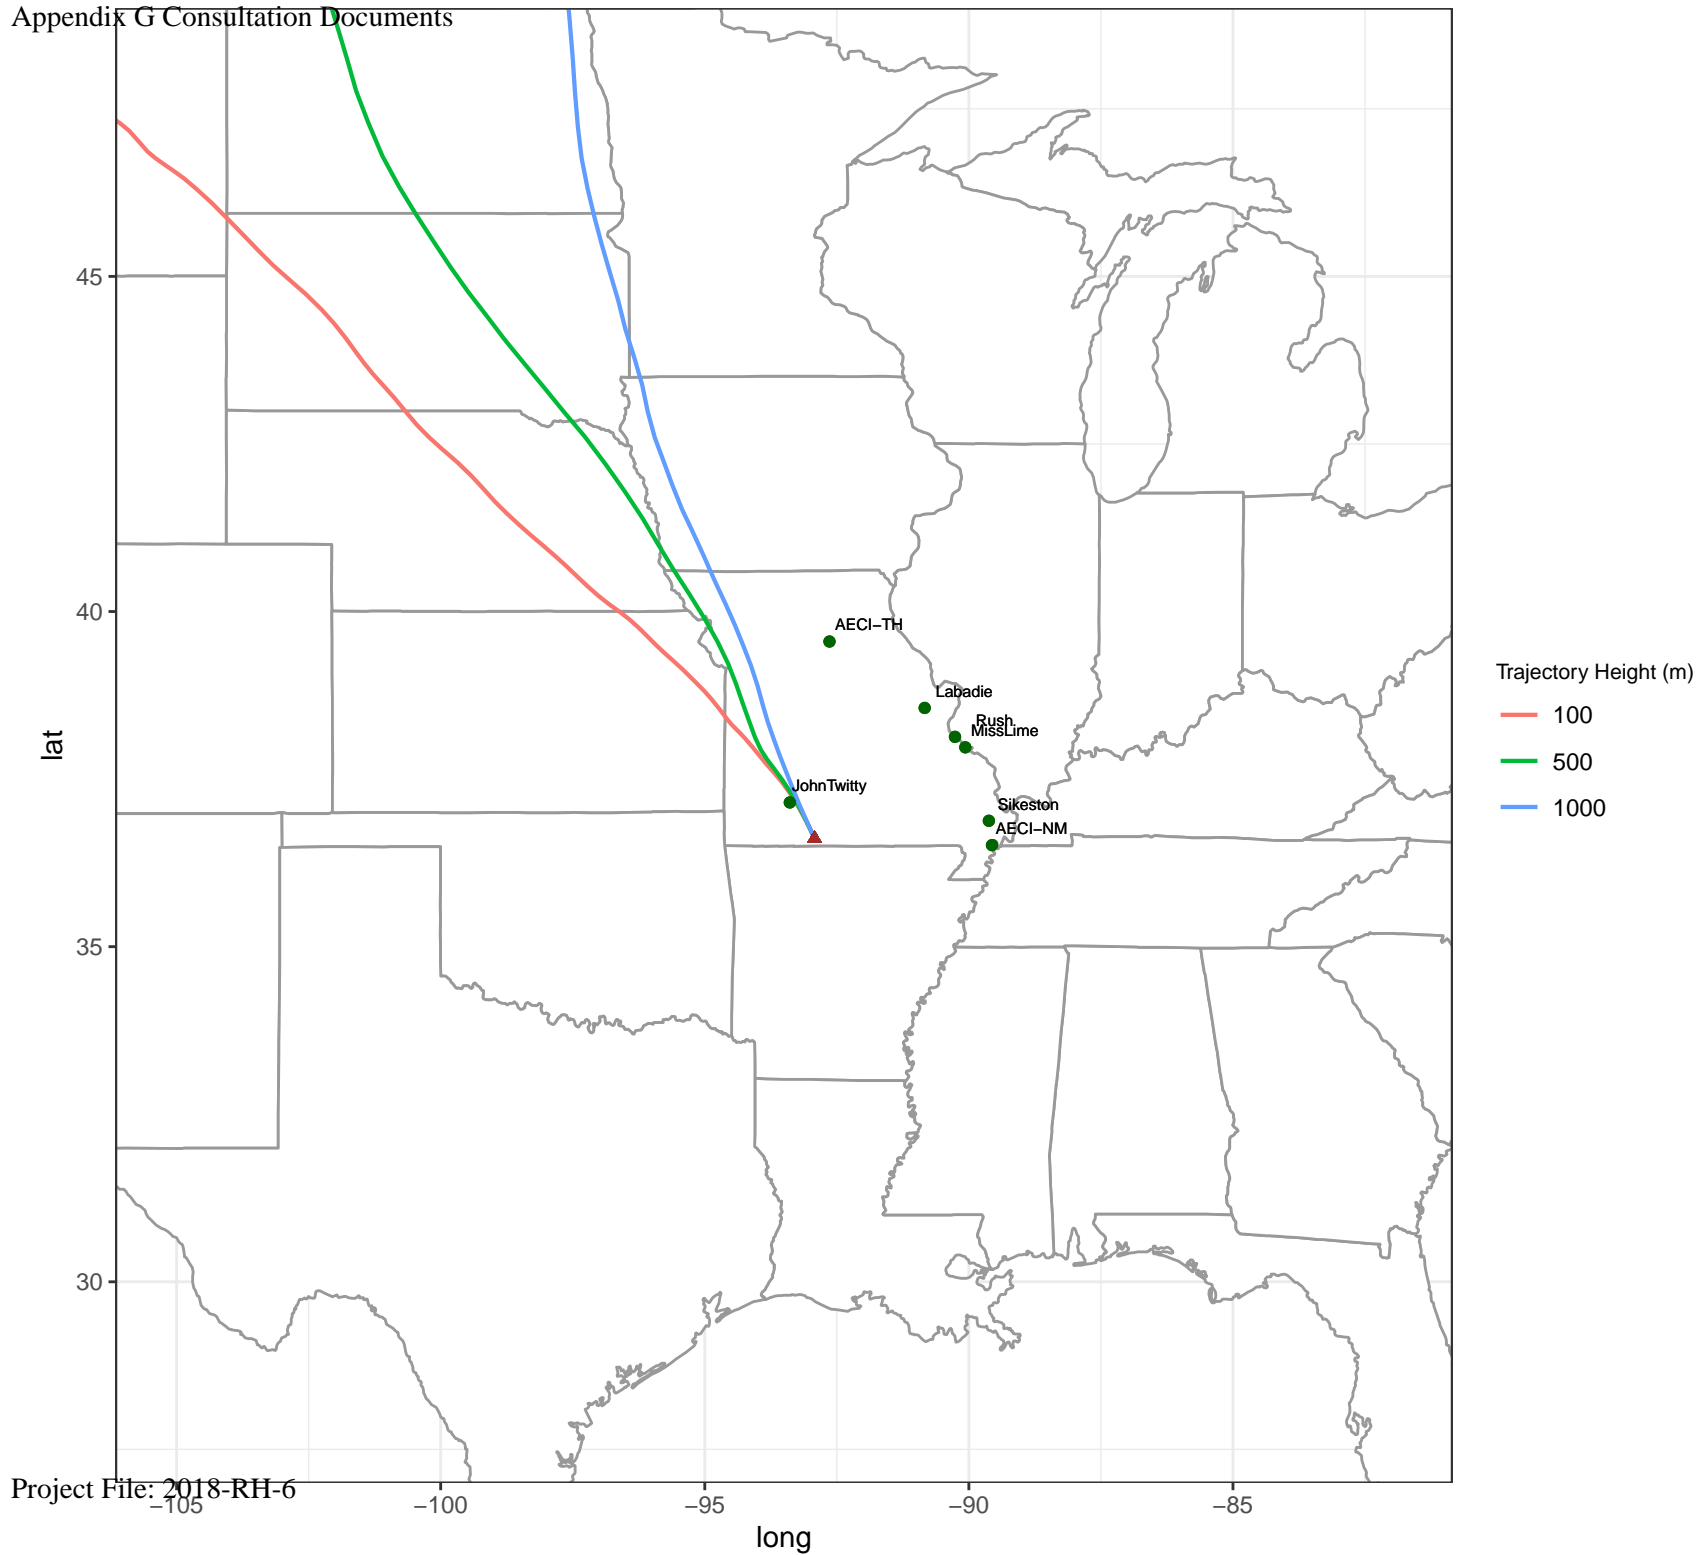 Appendix G Consultation Documents
45
40
35
30
lat
AECI−TH
Labadie
Rush
MissLime
JohnTwitty
Sikeston
AECI−NM
Trajectory Height (m)
100
500
1000
Project File: 2018-RH-6
−105
−100
−95
−90
−85
long